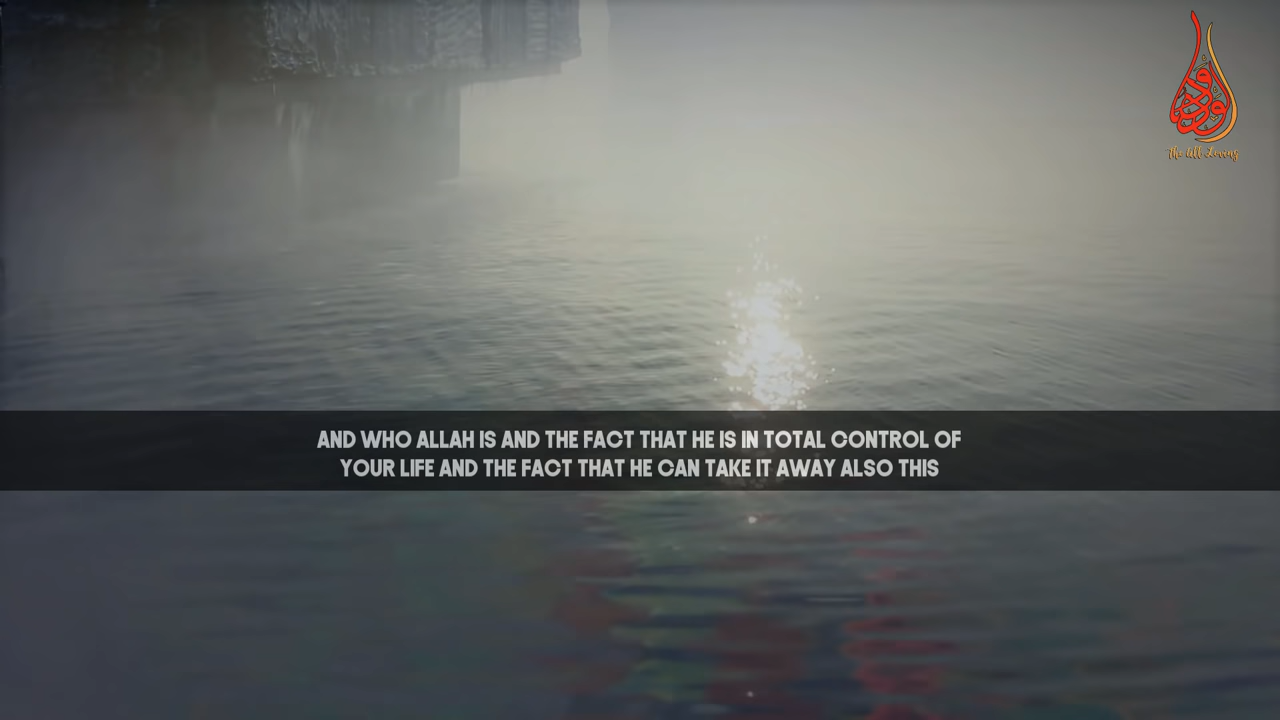 الودود
The All Loving
AND WHO ALLAH IS AND THE FACT THAT HE IS IN TOTAL CONTROL OF
YOUR LIFE AND THE FACT THAT HE CAN TAKE IT AWAY ALSO THIS